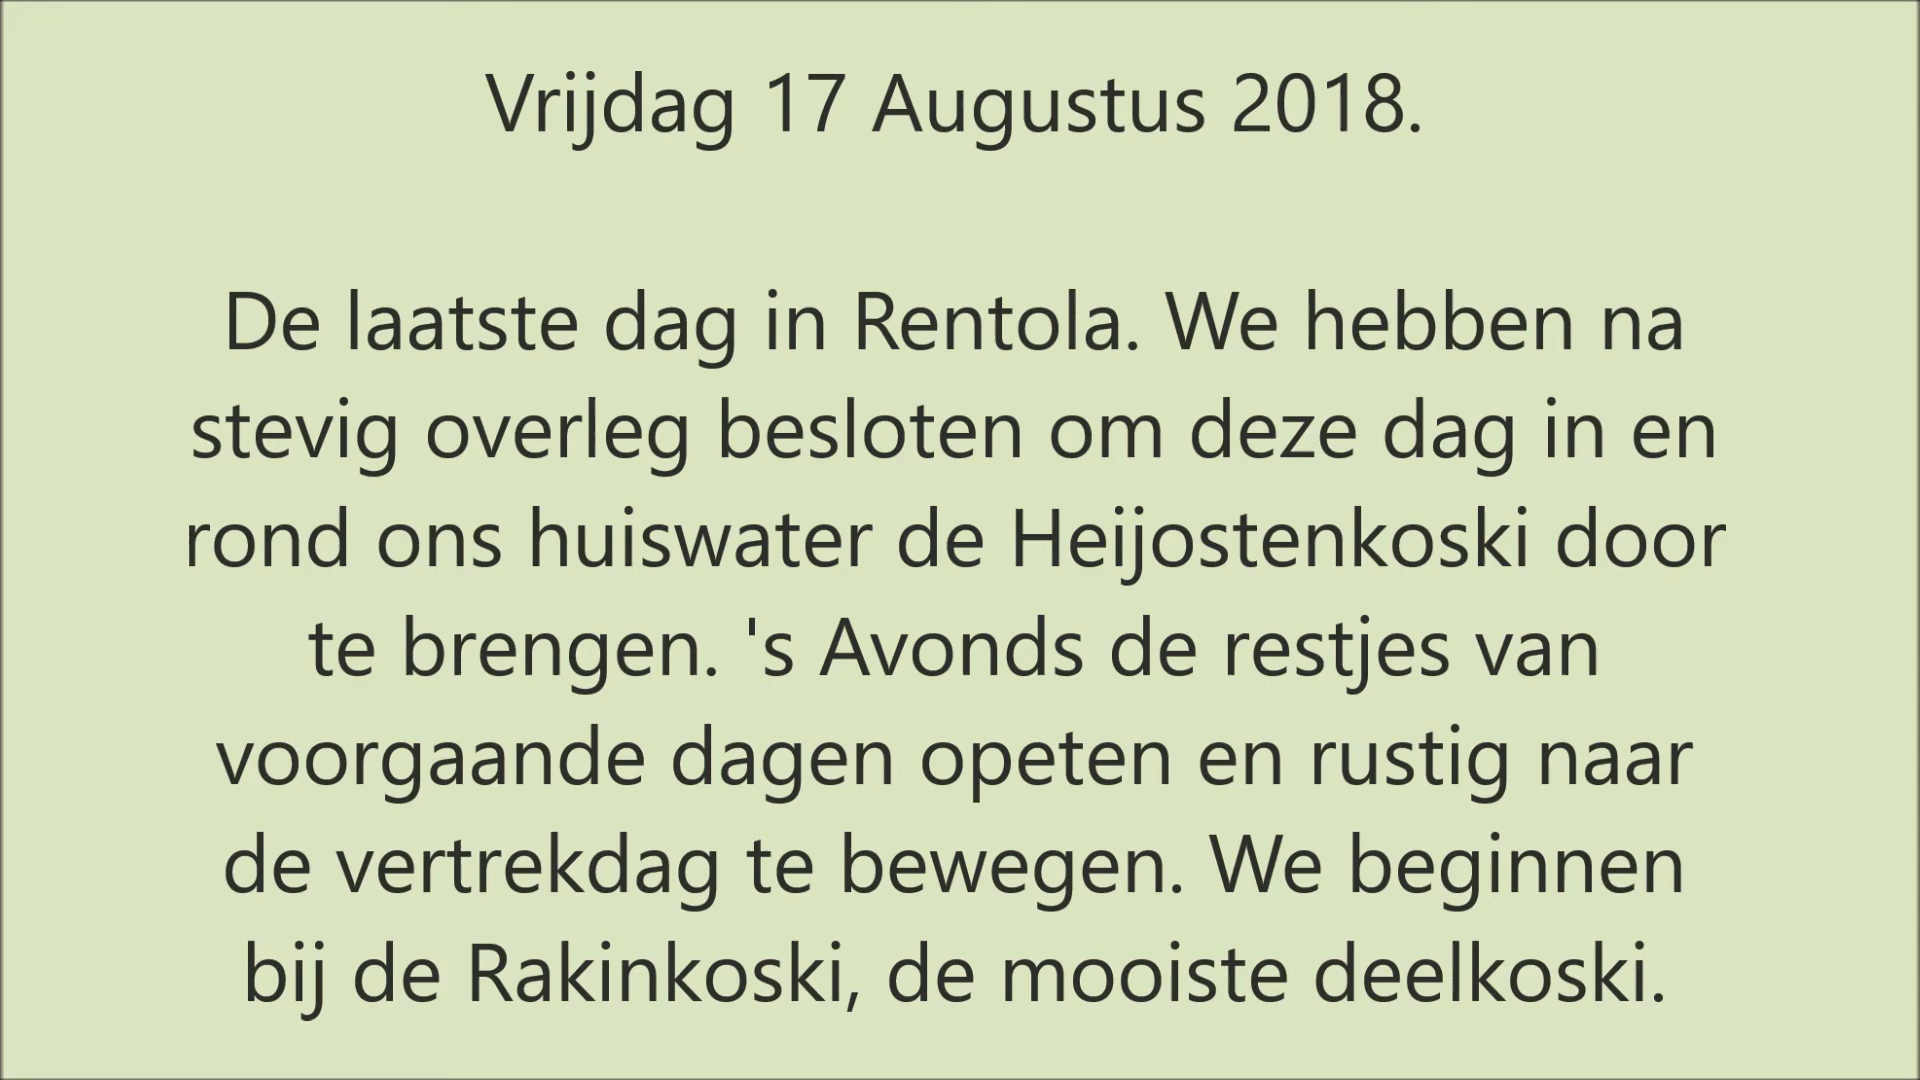 Vrijdag 17 Augustus 2018.
De laatste dag in Rentola. We hebben na
stevig overleg besloten om deze dag in en
rond ons huiswater de Heijostenkoski door
te brengen. 's Avonds de restjes van
voorgaande dagen opeten en rustig naar
de vertrekdag te bewegen. We beginnen
bij de Rakinkoski, de mooiste deelkoski.